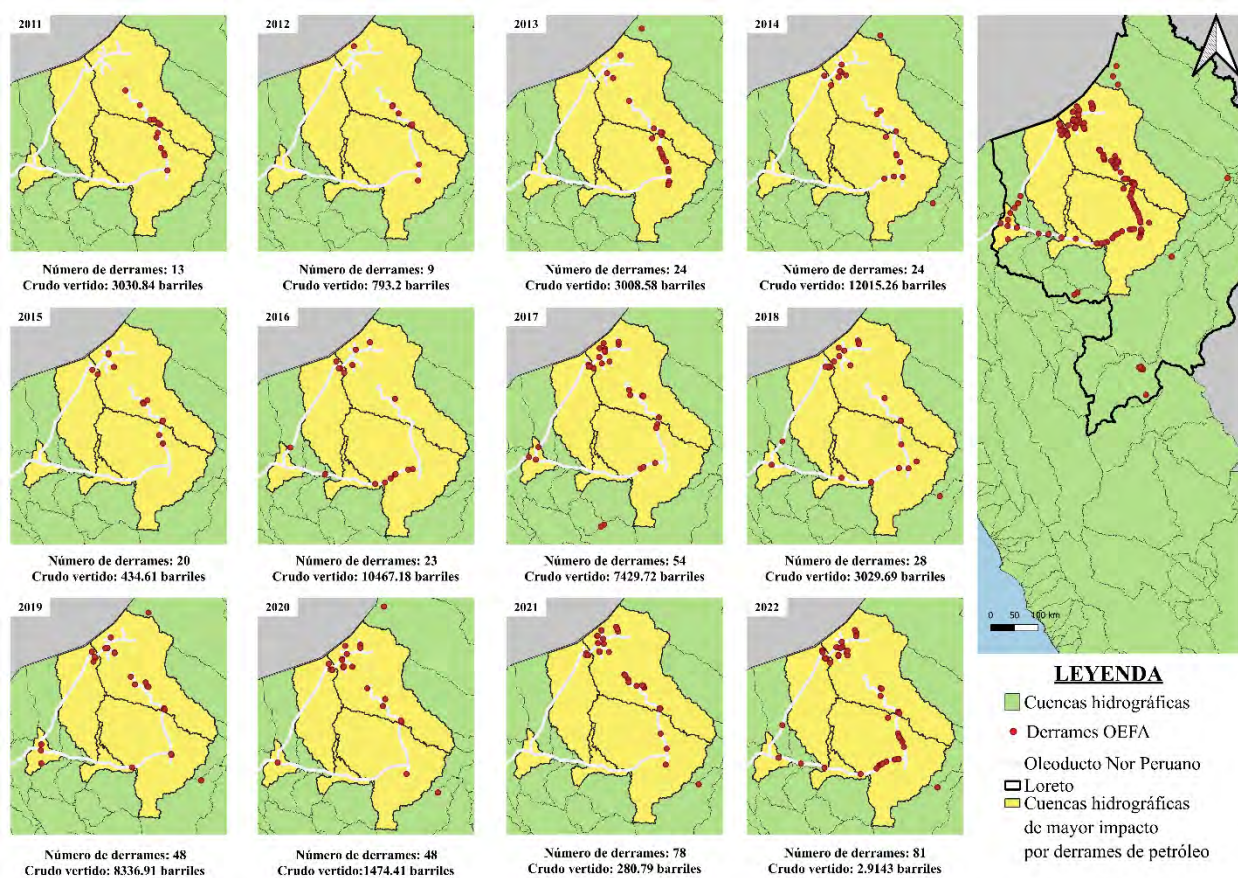 2011
2012
2013
2014
Número de derrames: 13
Crudo vertido: 3030.84 barriles
Número de derrames: 9
Crudo vertido: 793.2 barriles
Número de derrames: 24
Crudo vertido: 3008.58 barriles
Número de derrames: 24
Crudo vertido: 12015.26 barriles
2015
2016
2017
2018
Número de derrames: 20
Crudo vertido: 434.61 barriles
Número de derrames: 23
Crudo vertido: 10467.18 barriles
Número de derrames: 54
Crudo vertido: 7429.72 barriles
Número de derrames: 28
Crudo vertido: 3029.69 barriles
2019
2020
2021
2022
Número de derrames: 48
Crudo vertido: 8336.91 barriles
Número de derrames: 48
Crudo vertido:1474.41 barriles
Número de derrames: 78
Crudo vertido: 280.79 barriles
Número de derrames: 81
Crudo vertido: 2.9143 barriles
0 50 100 km
LEYENDA
Cuencas hidrográficas
Derrames OEFA
Oleoducto Nor Peruano
Loreto
Cuencas hidrográficas
de mayor impacto
por derrames de petróleo